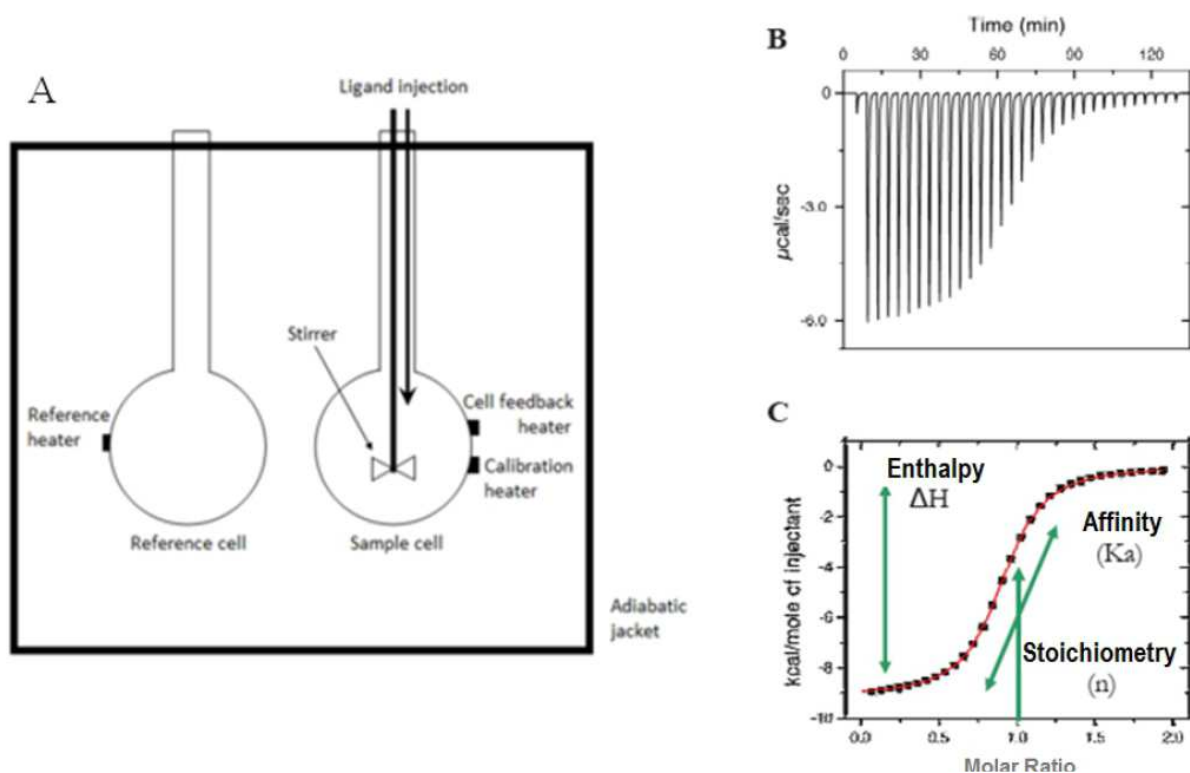 A
Ligand injection
Stirrer
Reference
heater
Cell feedback
heater
Calibration
heater
Reference cell
Sample cell
Adiabatic
jacket
B
Time (min)
0 30 60 90 120
0
-3.0
-6.0
µcal/sec
C
Enthalpy
ΔH
Affinity
(Ka)
Stoichiometry
(n)
0
-2
-4
-6
-8
-10
kcal/mole of injectant
0.0 0.5 1.0 1.5 2.0
Molar Ratio